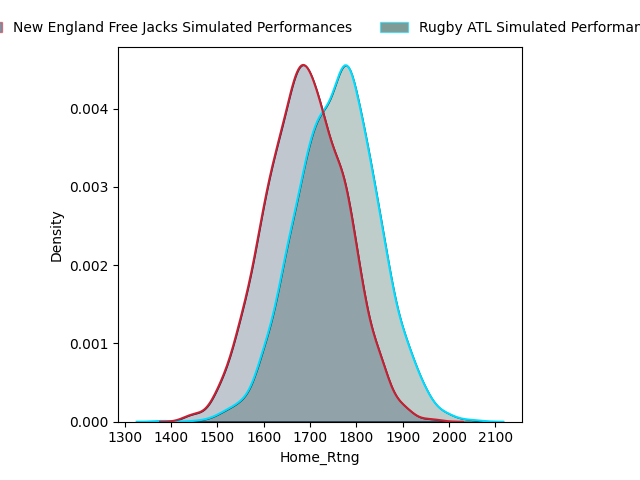 New England Free Jacks Simulated Performances
Rugby ATL Simulated
0.004
0.003
0.002
0.001
0.000
Density
1300 1400 1500 1600 1700 1800 1900 2000 2100
Home_Rtng